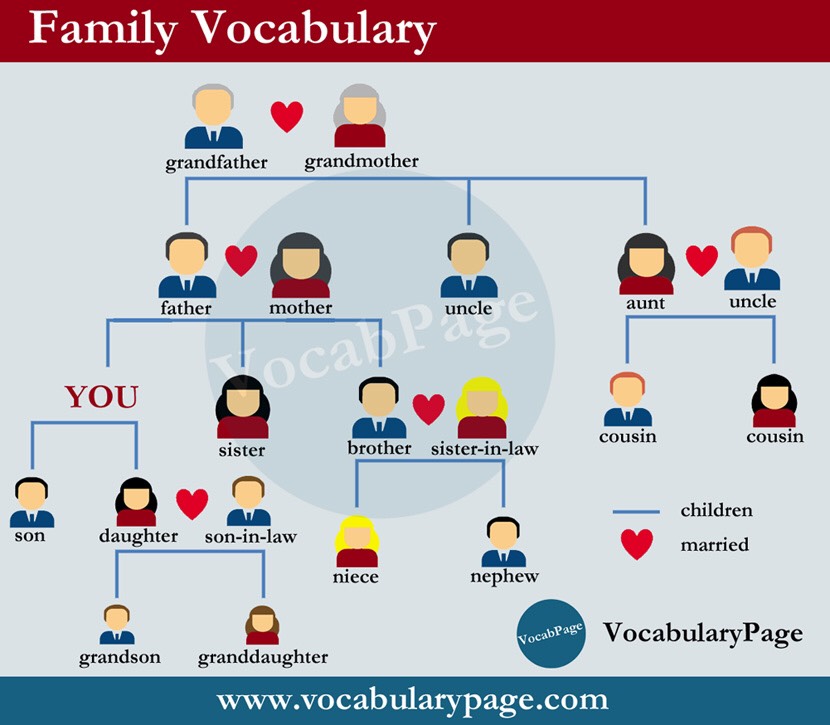 Family Vocabulary
grandfather grandmother
father mother uncle aunt uncle
VocabPage
YOU sister brother sister-in-law cousin cousin
son daughter son-in-law
children
married
niece nephew
VocabPage VocabularyPage
grandson granddaughter
www.vocabularypage.com